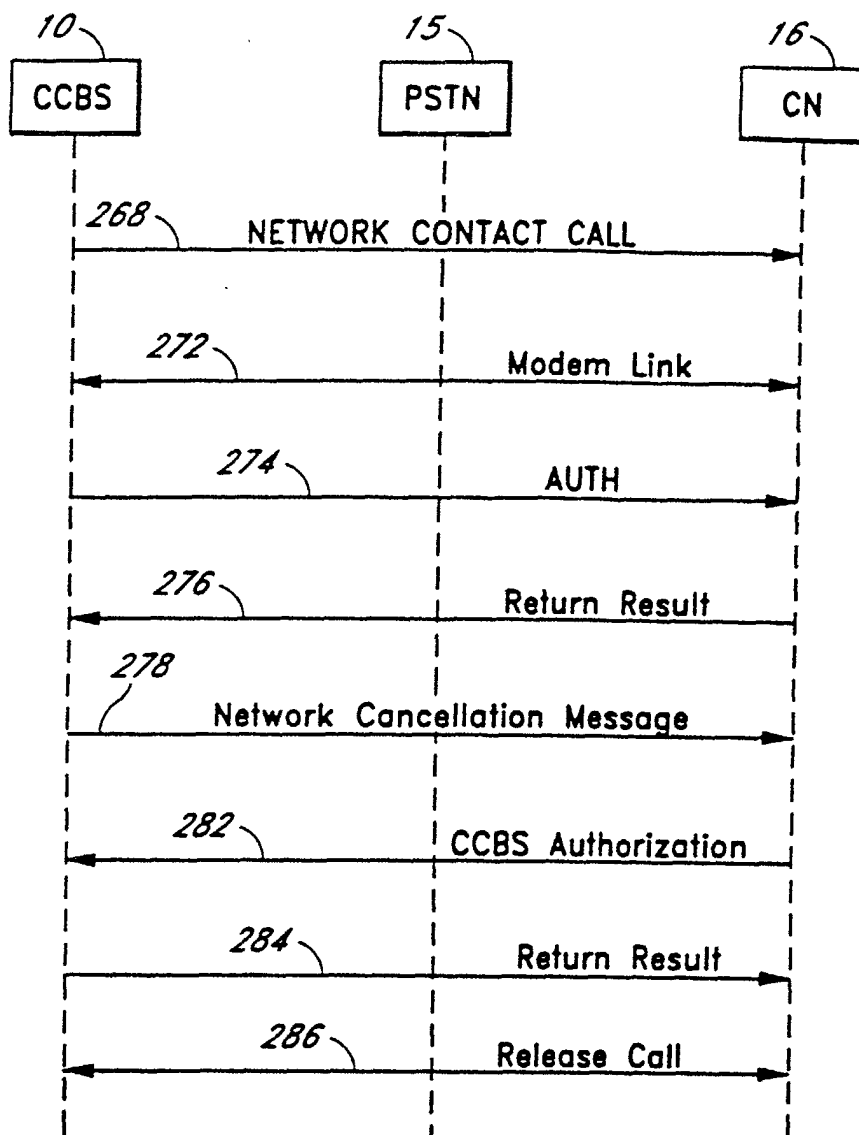 10 15 16
CCBS PSTN CN
268 NETWORK CONTACT CALL
272 Modem Link
274 AUTH
276 Return Result
278
Network Cancellation Message
282 CCBS Authorization
284 Return Result
286 Release Call